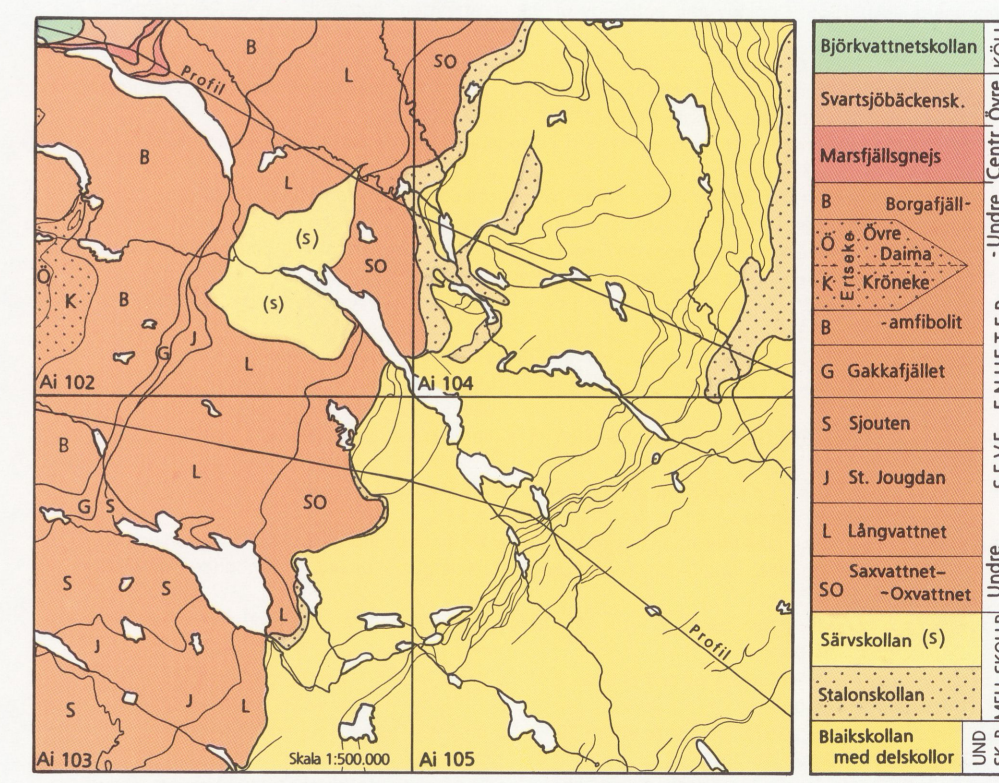 B
L
SO
Profil
B
L
(s)
(s)
SO
Ö
K
B
G
J
L
Ai 102
Ai 104
B
L
SO
G
S
S
S
L
J
J
L
S
Ai 103
Skala 1:500.000
Ai 105
Profil
Björkvattnetskollan
Svartsjöbäckensk.
Marsfjällsgnejs
B Borgafjäll-
Ö Övre
Daima
K Kröneke
Ertseke
B -amfibolit
G Gakkafjället
S Sjouten
J St. Jougdan
L Långvattnet
SO Saxvattnet-
-Oxvattnet
Särvskollan (s)
Stalonskollan
Blaikskollan
med delskollor
Övre
Centr
Undre
Undre
UND